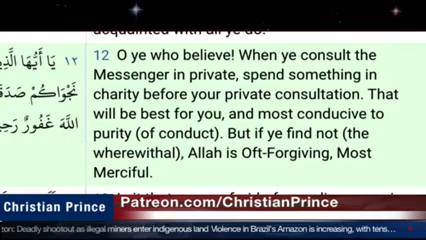 acquainted with all ye do.
12 O ye who believe! When ye consult the
Messenger in private, spend something in
charity before your private consultation. That
will be best for you, and most conducive to
purity (of conduct). But if ye find not (the
wherewithal), Allah is Oft-Forgiving, Most
Merciful.
١٢ يَا أَيُّهَا
نَجْوَاكُمْ
اللَّهَ غَفُورٌ
Christian Prince
Patreon.com/ChristianPrince
zon: Deadly shootout as illegal miners enter indigenous land Violence in Brazil's Amazon is increasing, with tens…